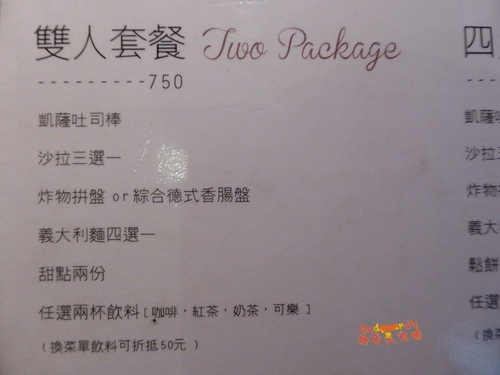 雙人套餐 Two Package
- - - - - - - - - 750
凱薩吐司棒
沙拉三選一
炸物拼盤 or 綜合德式香腸盤
義大利麵四選一
甜點兩份
任選兩杯飲料[咖啡，紅茶，奶茶，可樂]
（換菜單飲料可折抵50元）
四
凱薩
沙拉三
炸物
義大
鬆餅
任選